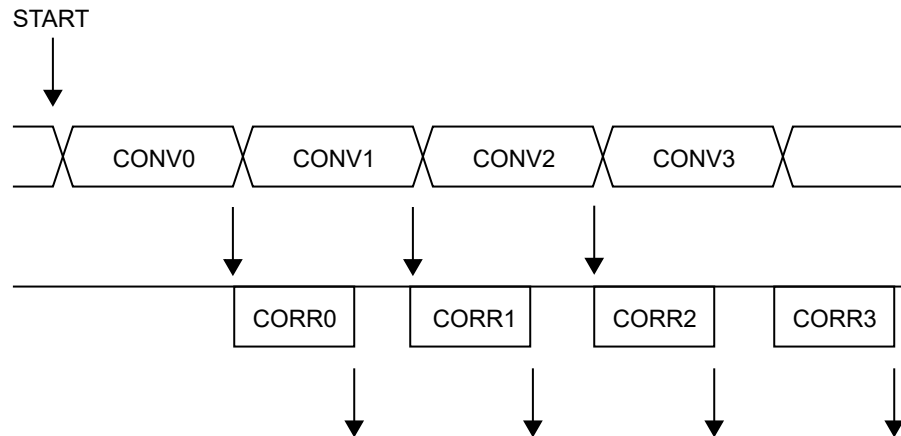 START
CONV0 CONV1 CONV2 CONV3
CORR0 CORR1 CORR2 CORR3